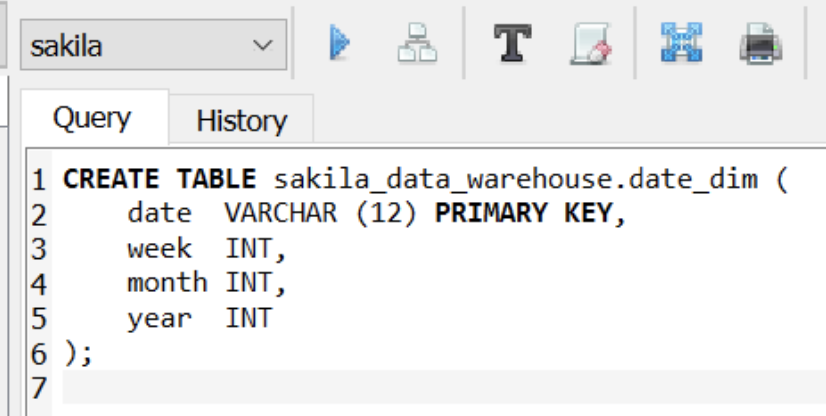 sakila
Query
History
1 CREATE TABLE sakila_data_warehouse.date_dim (
2     date  VARCHAR (12) PRIMARY KEY,
3     week  INT,
4     month INT,
5     year  INT
6 );
7